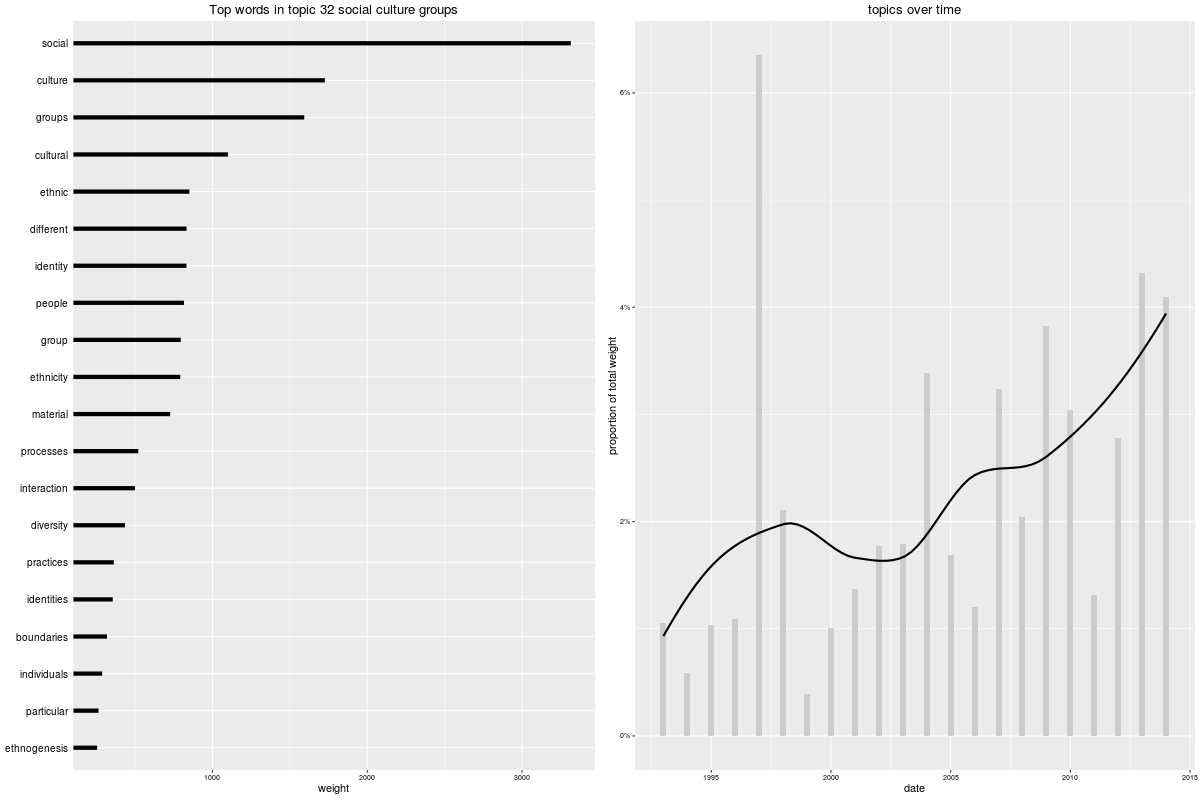 Top words in topic 32 social culture groups
social
culture
groups
cultural
ethnic
different
identity
people
group
ethnicity
material
processes
interaction
diversity
practices
identities
boundaries
individuals
particular
ethnogenesis
1000 2000 3000
weight
topics over time
proportion of total weight
6%
4%
2%
0%
1995 2000 2005 2010 2015
date